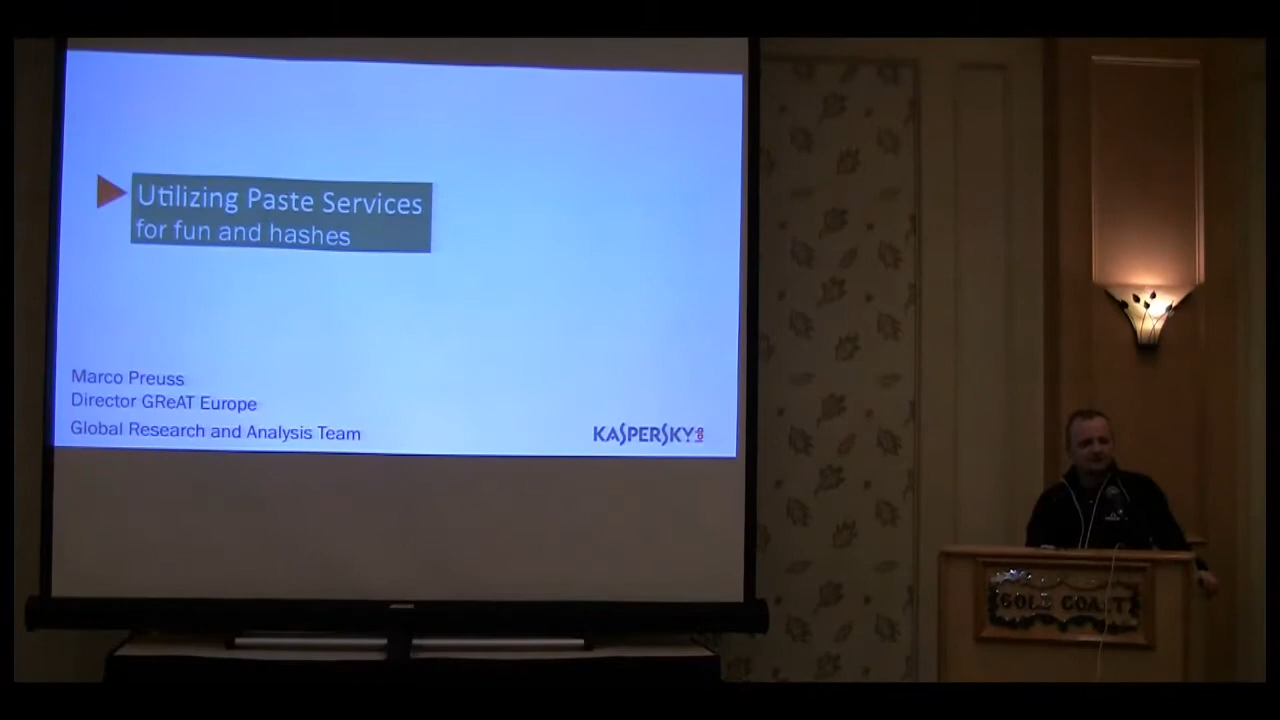 Utilizing Paste Services
for fun and hashes
Marco Preuss
Director GReAT Europe
Global Research and Analysis Team
KASPERSKY lab
GOLD COAST